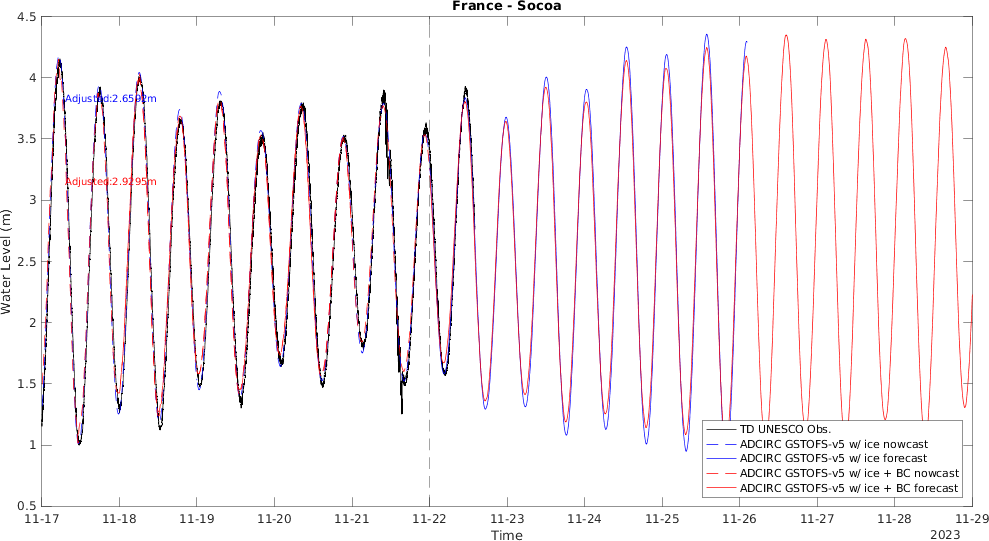 France - Socoa
Water Level (m)
4.5
4
3.5
3
2.5
2
1.5
1
0.5
Adjusted:2.6592m
Adjusted:2.9295m
TD UNESCO Obs.
ADCIRC GSTOFS-v5 w/ ice nowcast
ADCIRC GSTOFS-v5 w/ ice forecast
ADCIRC GSTOFS-v5 w/ ice + BC nowcast
ADCIRC GSTOFS-v5 w/ ice + BC forecast
11-17 11-18 11-19 11-20 11-21 11-22 11-23 11-24 11-25 11-26 11-27 11-28 11-29
Time
2023